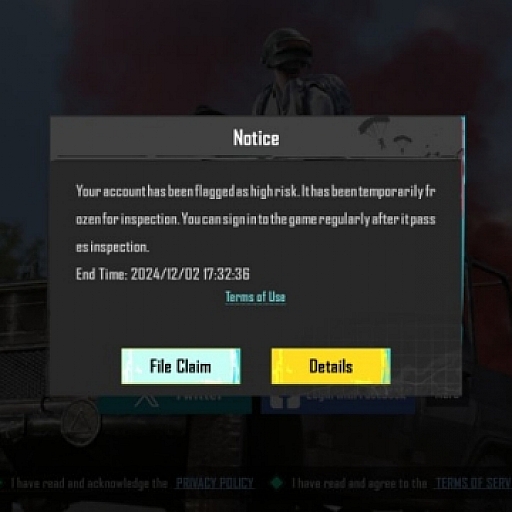 Notice
Your account has been flagged as high risk. It has been temporarily fr
ozen for inspection. You can sign in to the game regularly after it pass
es inspection.
End Time: 2024/12/02 17:32:36
Terms of Use
File Claim
Details
Twitter
I have read and acknowledge the PRIVACY POLICY
I have read and agree to the TERMS OF SERV